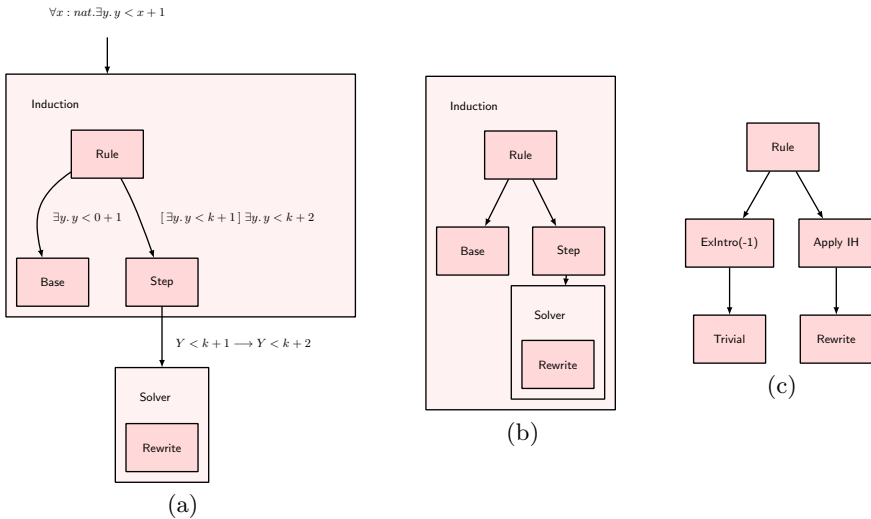 ∀x : nat.∃y. y < x + 1
Induction
Rule
∃y. y < 0 + 1
[ ∃y. y < k + 1 ] ∃y. y < k + 2
Base
Step
Y < k + 1 ⟶ Y < k + 2
Solver
Rewrite
(a)
Induction
Rule
Base
Step
Solver
Rewrite
(b)
Rule
ExIntro(-1)
Apply IH
Trivial
Rewrite
(c)